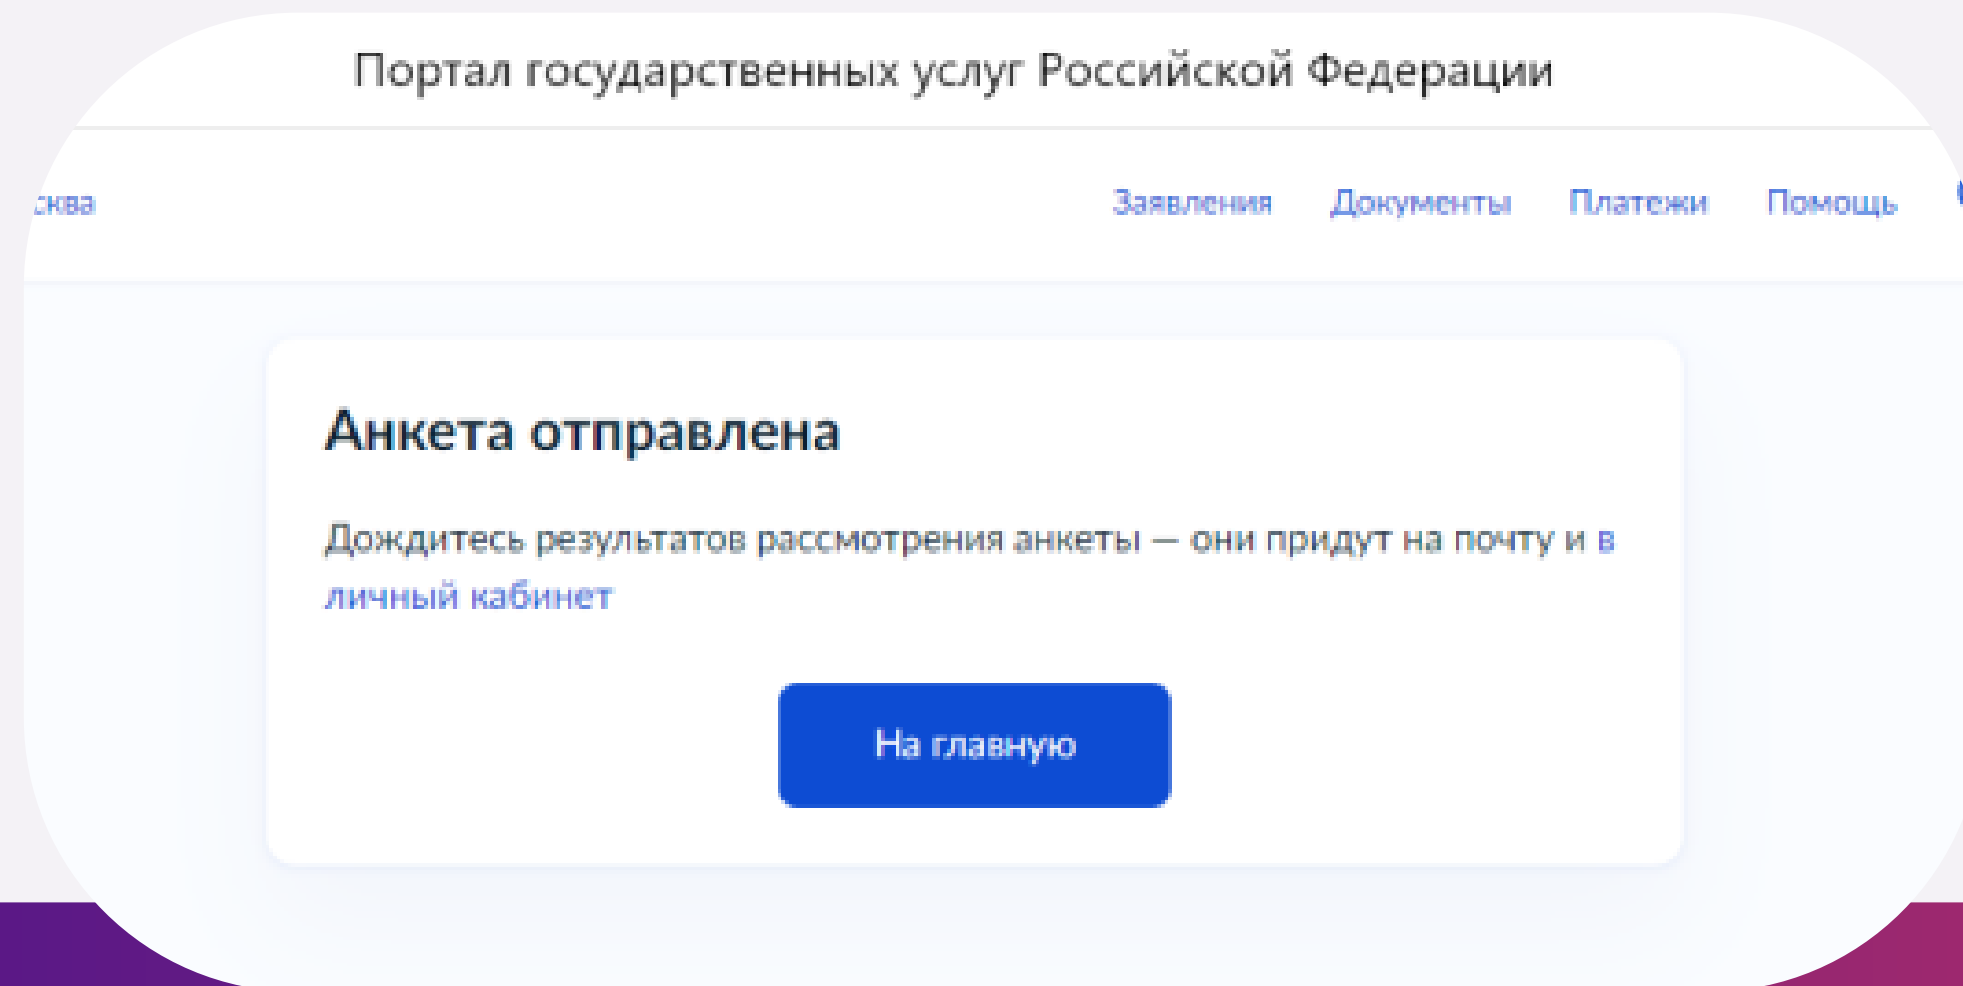 Портал государственных услуг Российской Федерации
сква
Заявления Документы Платежи Помощь
Анкета отправлена
Дождитесь результатов рассмотрения анкеты — они придут на почту и в
личный кабинет
На главную